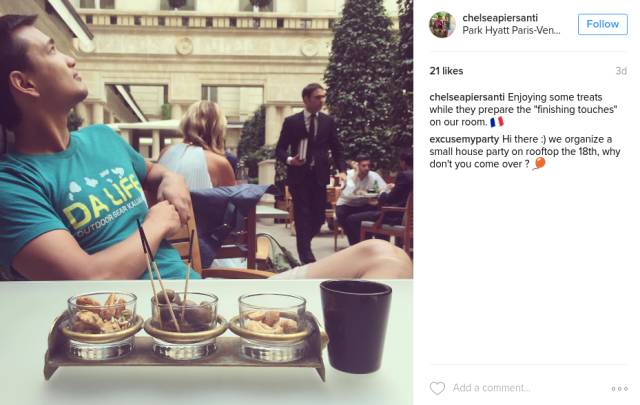 DA LIFE
OUTDOOR GEAR KAUAI
chelseapiersanti
Park Hyatt Paris-Ven...
Follow
21 likes
3d
chelseapiersanti Enjoying some treats
while they prepare the "finishing touches"
on our room. 🇫🇷
excusemyparty Hi there :) we organize a
small house party on rooftop the 18th, why
don't you come over ? 🎈
Add a comment...